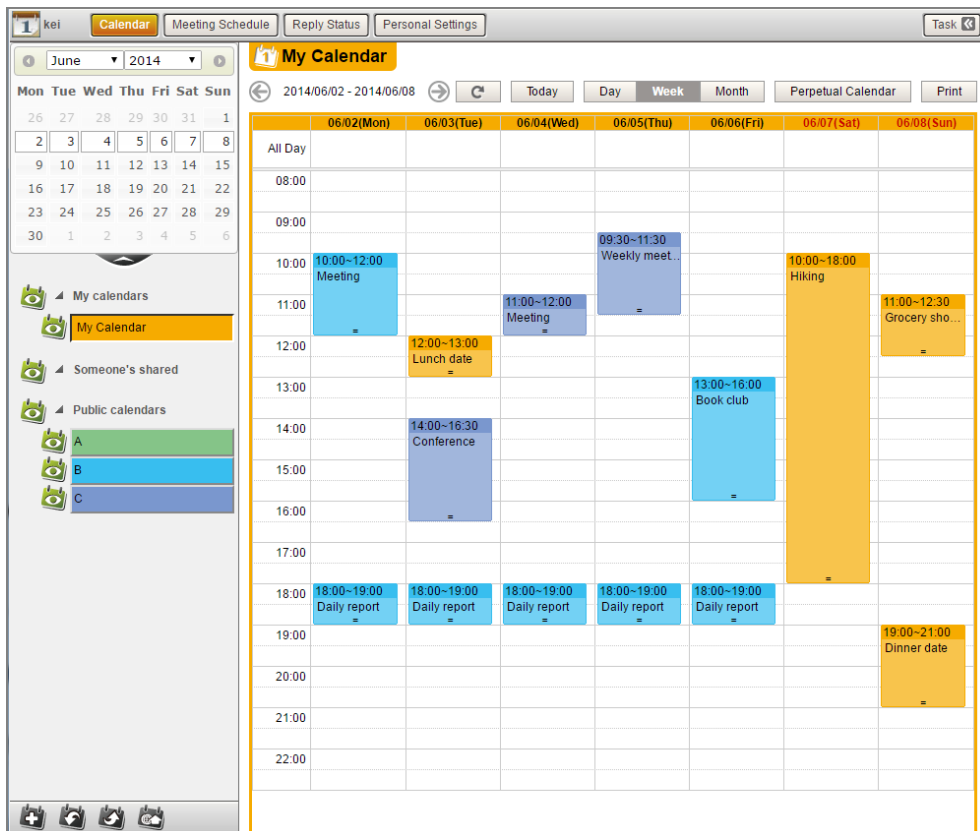 1 kei Calendar Meeting Schedule Reply Status Personal Settings Task
June 2014
Mon Tue Wed Thu Fri Sat Sun
26 27 28 29 30 31 1
2 3 4 5 6 7 8
9 10 11 12 13 14 15
16 17 18 19 20 21 22
23 24 25 26 27 28 29
30 1 2 3 4 5 6
My calendars
My Calendar
Someone's shared
Public calendars
A
B
C
1 My Calendar
2014/06/02 - 2014/06/08 Today Day Week Month Perpetual Calendar Print
06/02(Mon) 06/03(Tue) 06/04(Wed) 06/05(Thu) 06/06(Fri) 06/07(Sat) 06/08(Sun)
All Day
08:00
09:00
09:30~11:30
Weekly meet...
10:00 10:00~12:00 10:00~18:00
Meeting Hiking
11:00 11:00~12:00 11:00~12:30
Meeting Grocery sho...
12:00 12:00~13:00
Lunch date
13:00 13:00~16:00
Book club
14:00 14:00~16:30
Conference
15:00
16:00
17:00
18:00 18:00~19:00 18:00~19:00 18:00~19:00 18:00~19:00 18:00~19:00
Daily report Daily report Daily report Daily report Daily report
19:00 19:00~21:00
Dinner date
20:00
21:00
22:00